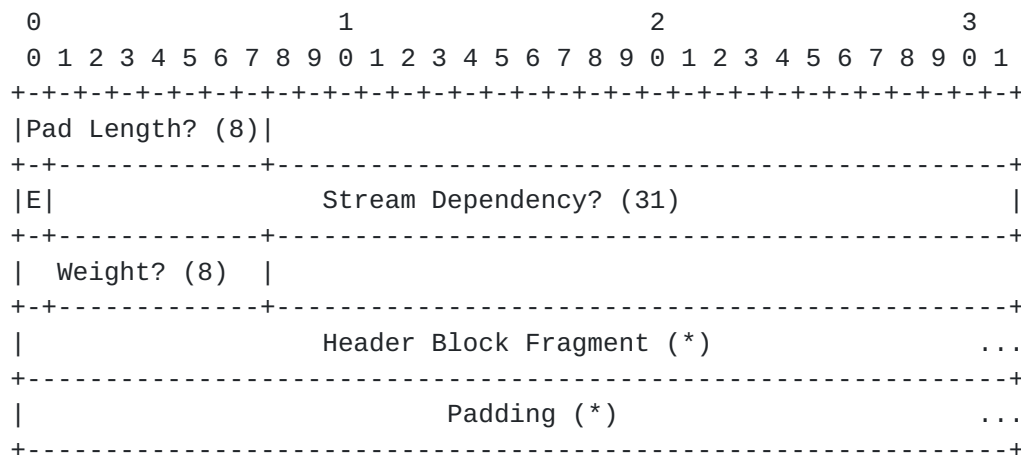 0                   1                   2                   3
 0 1 2 3 4 5 6 7 8 9 0 1 2 3 4 5 6 7 8 9 0 1 2 3 4 5 6 7 8 9 0 1
+-+-+-+-+-+-+-+-+-+-+-+-+-+-+-+-+-+-+-+-+-+-+-+-+-+-+-+-+-+-+-+-+
|Pad Length? (8)|
+-+-------------+-----------------------------------------------+
|E|                 Stream Dependency? (31)                     |
+-+-------------+-----------------------------------------------+
|  Weight? (8)  |
+-+-------------+-----------------------------------------------+
|                   Header Block Fragment (*)                 ...
+---------------------------------------------------------------+
|                           Padding (*)                       ...
+---------------------------------------------------------------+